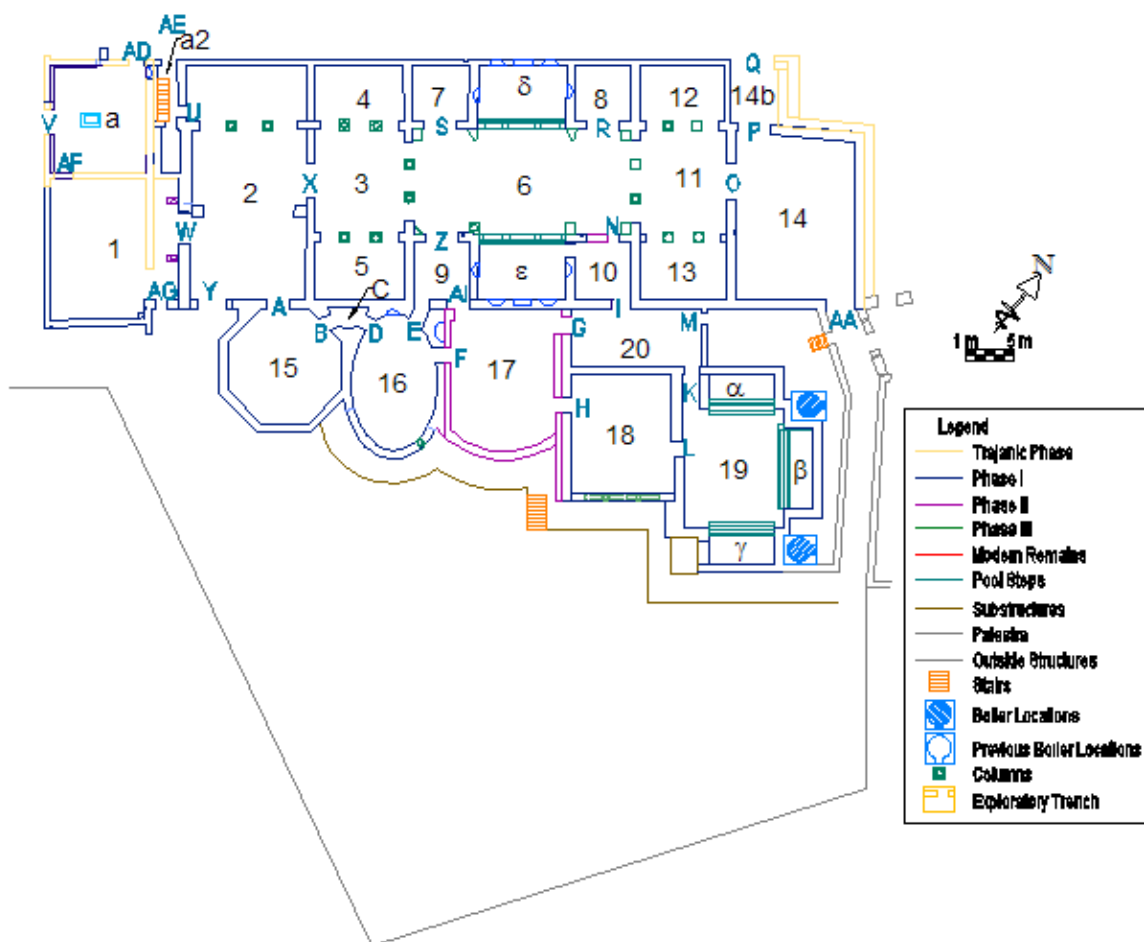 AE
AD
a2
Q
4
7
δ
8
12
14b
U
V
a
S
R
P
AF
X
2
3
6
11
O
14
1
W
Z
N
N
5
9
ε
10
13
AG
Y
A
C
AI
I
1 m 5 m
B
D
E
G
M
AA
F
20
15
16
17
K
α
H
18
L
19
β
γ
Legend
Trajanic Phase
Phase I
Phase II
Phase III
Modern Remains
Pool Steps
Substructures
Palestra
Outside Structures
Stairs
Boiler Locations
Previous Boiler Locations
Columns
Exploratory Trench